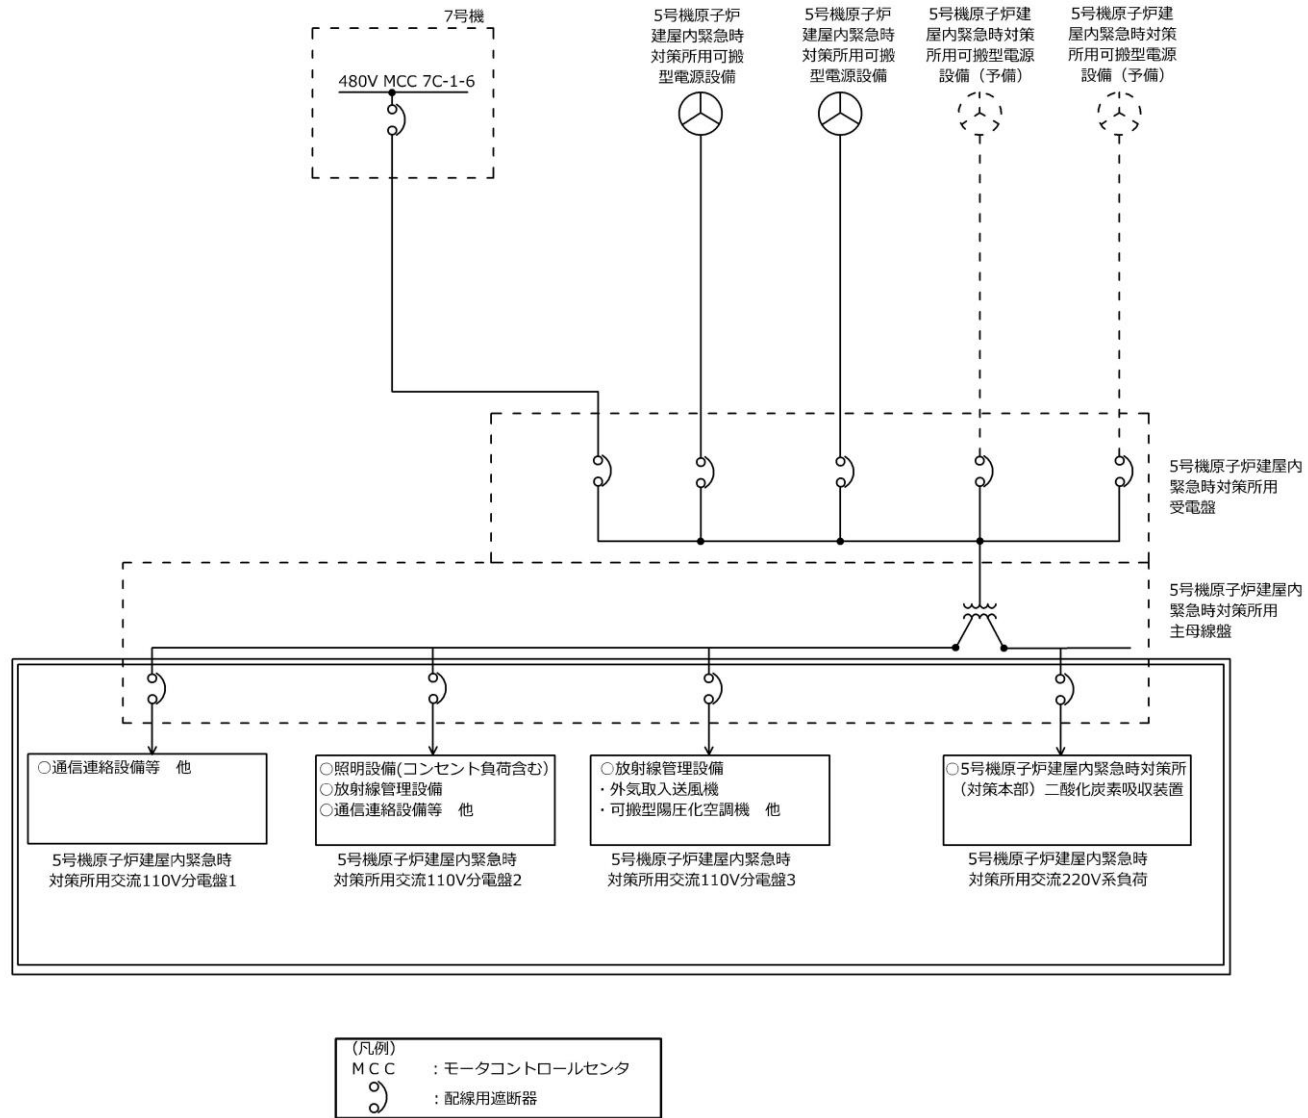 7号機
480V MCC 7C-1-6
5号機原子炉
建屋内緊急時
対策所用可搬
型電源設備
5号機原子炉
建屋内緊急時
対策所用可搬
型電源設備
5号機原子炉建
屋内緊急時対策
所用可搬型電源
設備（予備）
5号機原子炉建
屋内緊急時対策
所用可搬型電源
設備（予備）
5号機原子炉建屋内
緊急時対策所用
受電盤
5号機原子炉建屋内
緊急時対策所用
主母線盤
○通信連絡設備等　他
5号機原子炉建屋内緊急時
対策所用交流110V分電盤1
○照明設備(コンセント負荷含む)
○放射線管理設備
○通信連絡設備等　他
5号機原子炉建屋内緊急時
対策所用交流110V分電盤2
○放射線管理設備
・外気取入送風機
・可搬型陽圧化空調機　他
5号機原子炉建屋内緊急時
対策所用交流110V分電盤3
○5号機原子炉建屋内緊急時対策所
（対策本部）二酸化炭素吸収装置
5号機原子炉建屋内緊急時
対策所用交流220V系負荷
(凡例)
ＭＣＣ　：モータコントロールセンタ
：配線用遮断器